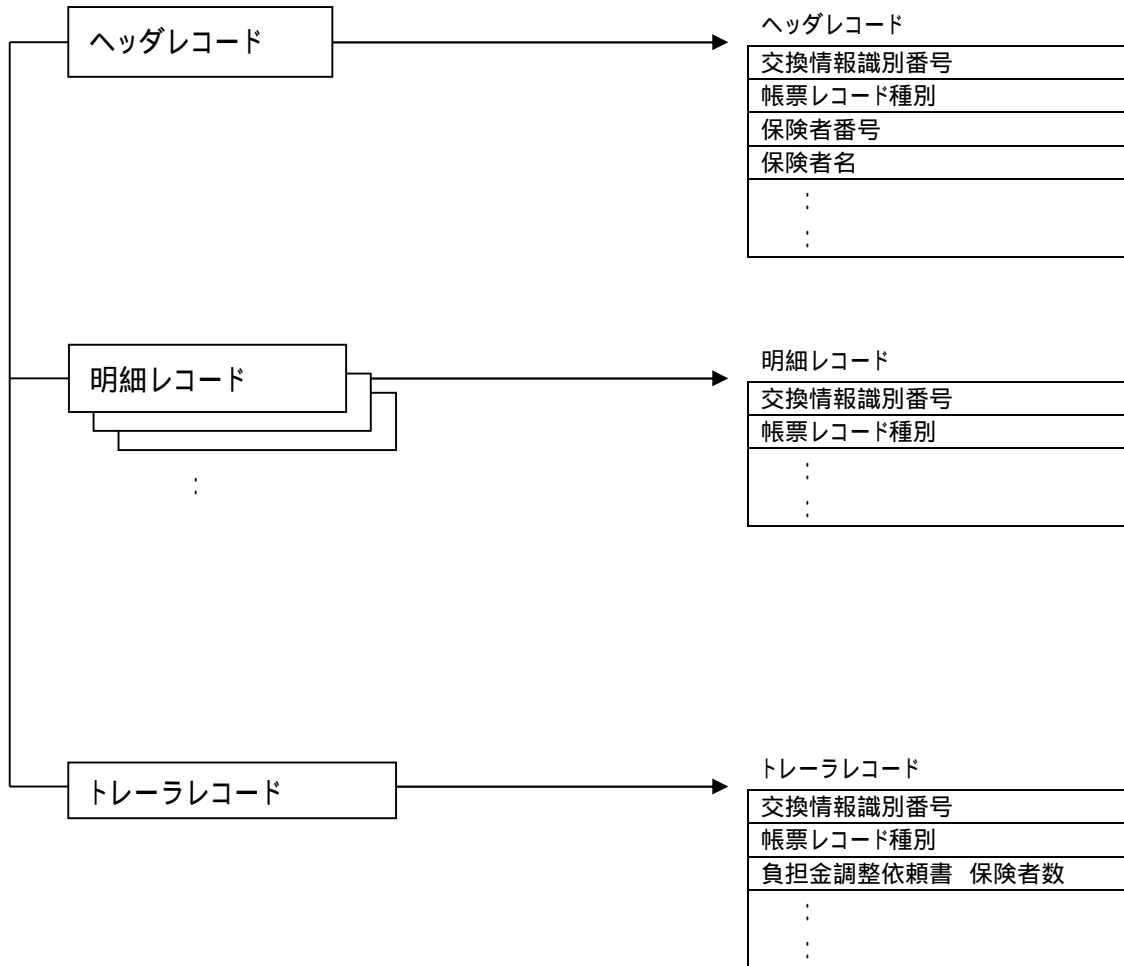 ヘッダレコード
ヘッダレコード
交換情報識別番号
帳票レコード種別
保険者番号
保険者名
:
:
明細レコード
:
明細レコード
交換情報識別番号
帳票レコード種別
:
:
トレーラレコード
トレーラレコード
交換情報識別番号
帳票レコード種別
負担金調整依頼書 保険者数
:
: